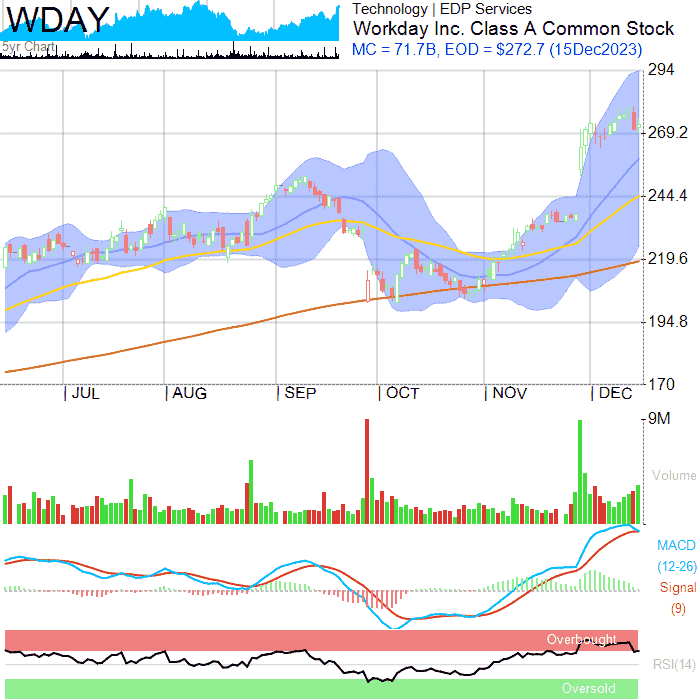 WDAY
5yr Chart
Technology | EDP Services
Workday Inc. Class A Common Stock
MC = 71.7B, EOD = $272.7 (15Dec2023)
294
269.2
244.4
219.6
194.8
170
JUL AUG SEP OCT NOV DEC
9M
Volume
MACD
(12-26)
Signal
(9)
Overbought
RSI(14)
Oversold